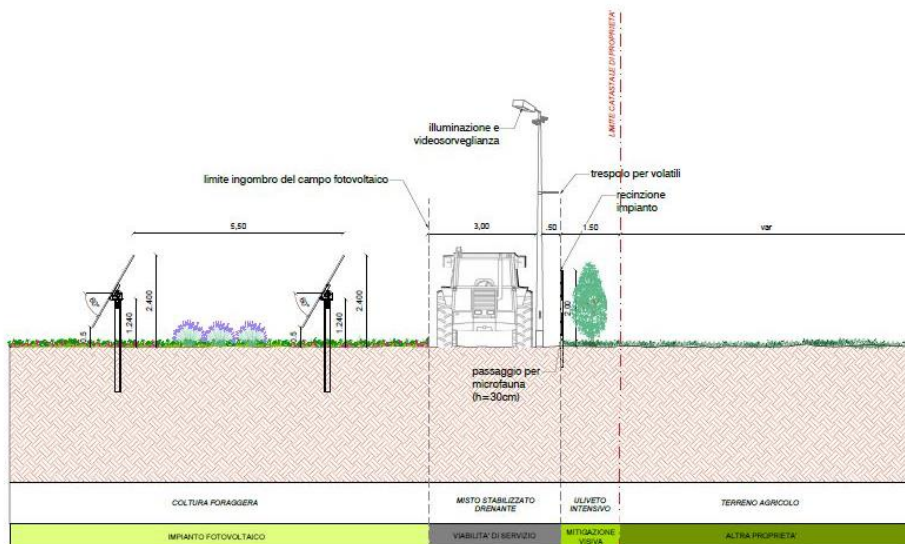 LIMITE CATASTALE DI PROPRIETA'
illuminazione e
videosorveglianza
limite ingombro del campo fotovoltaico
trespolo per volatili
recinzione
impianto
5,50
3,00
.50
1.50
var
60°
1.240
2.400
60°
1.240
2.400
2,00
passaggio per
microfauna
(h=30cm)
COLTURA FORAGGERA
MISTO STABILIZZATO
DRENANTE
ULIVETO
INTENSIVO
TERRENO AGRICOLO
IMPIANTO FOTOVOLTAICO
VIABILITA' DI SERVIZIO
MITIGAZIONE
VISIVA
ALTRA PROPRIETA'